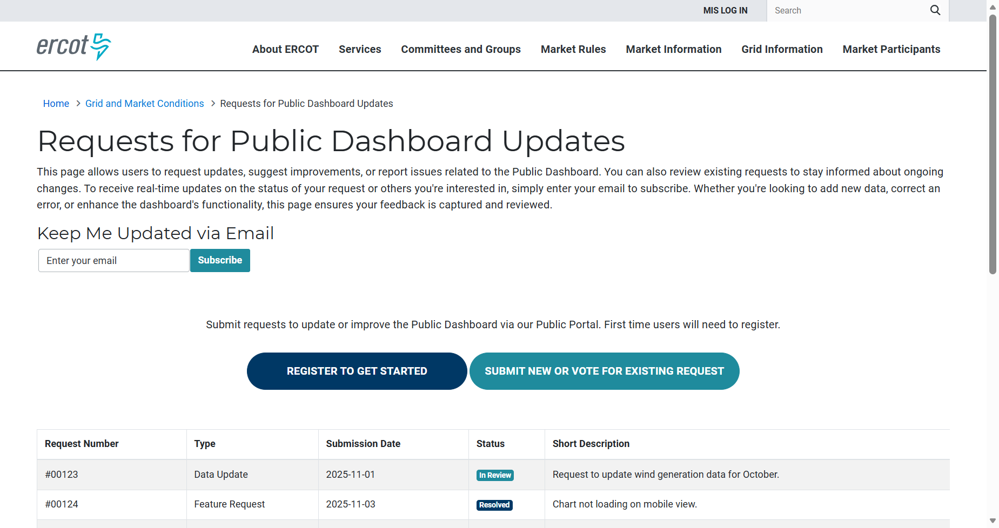 MIS LOG IN
Search
ercot
About ERCOT
Services
Committees and Groups
Market Rules
Market Information
Grid Information
Market Participants
Home > Grid and Market Conditions > Requests for Public Dashboard Updates
Requests for Public Dashboard Updates
This page allows users to request updates, suggest improvements, or report issues related to the Public Dashboard. You can also review existing requests to stay informed about ongoing
changes. To receive real-time updates on the status of your request or others you're interested in, simply enter your email to subscribe. Whether you're looking to add new data, correct an
error, or enhance the dashboard's functionality, this page ensures your feedback is captured and reviewed.
Keep Me Updated via Email
Enter your email
Subscribe
Submit requests to update or improve the Public Dashboard via our Public Portal. First time users will need to register.
REGISTER TO GET STARTED
SUBMIT NEW OR VOTE FOR EXISTING REQUEST
Request Number
Type
Submission Date
Status
Short Description
#00123
Data Update
2025-11-01
In Review
Request to update wind generation data for October.
#00124
Feature Request
2025-11-03
Resolved
Chart not loading on mobile view.